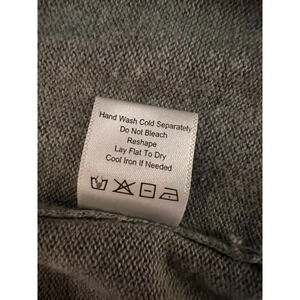 Hand Wash Cold Separately
Do Not Bleach
Reshape
Lay Flat To Dry
Cool Iron If Needed